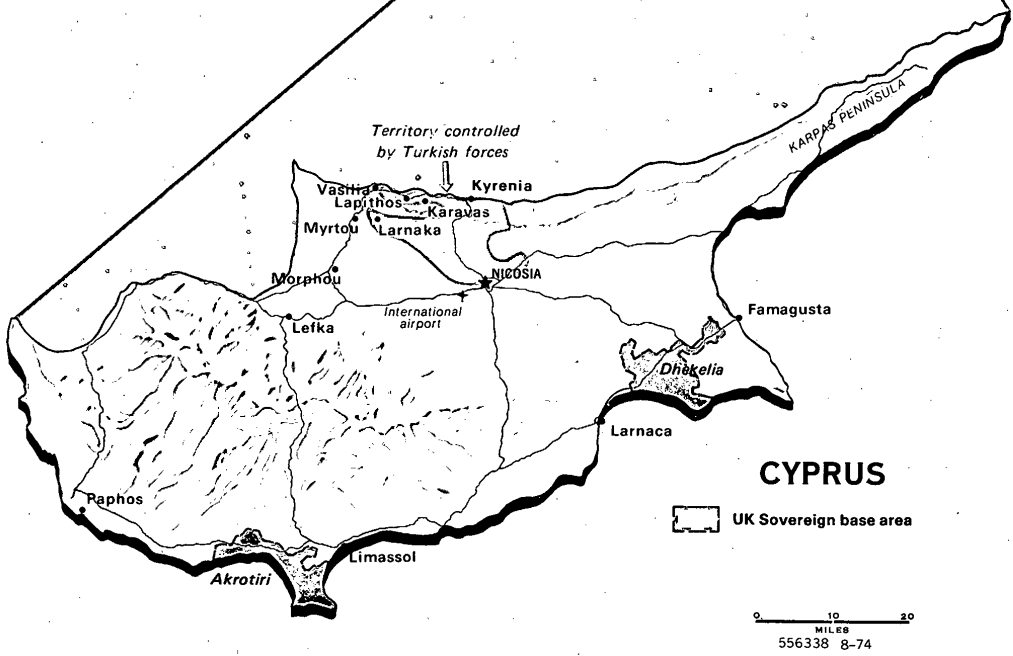 Territory controlled
by Turkish forces
KARPAS PENINSULA
Vasilia
Kyrenia
Lapithos
Karavas
Myrtou
Larnaka
Morphou
NICOSIA
International
airport
Lefka
Famagusta
Dhekelia
Larnaca
CYPRUS
Paphos
UK Sovereign base area
Limassol
Akrotiri
0 10 20
MILES
556338 8-74